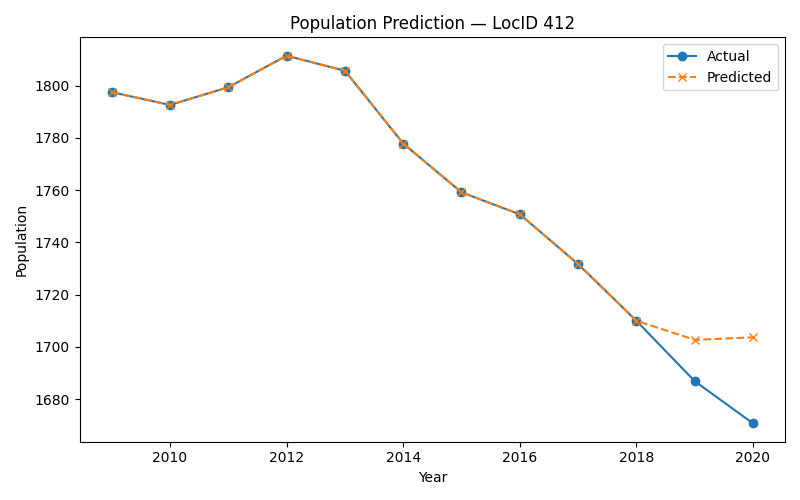 Population Prediction — LocID 412
Actual
Predicted
Population
1800
1780
1760
1740
1720
1700
1680
2010 2012 2014 2016 2018 2020
Year